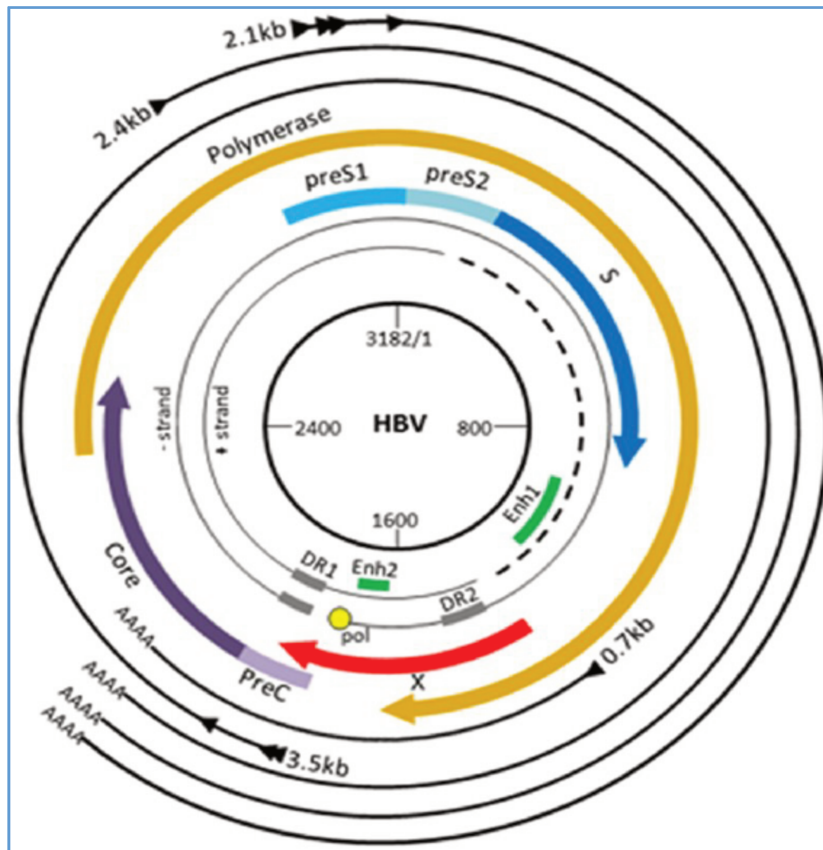 2.1kb
2.4kb
Polymerase
preS1
preS2
S
3182/1
- strand
+ strand
2400
HBV
800
1600
Enh1
DR1
Enh2
DR2
pol
Core
PreC
X
0.7kb
3.5kb
AAAA
AAAA
AAAA
AAAA